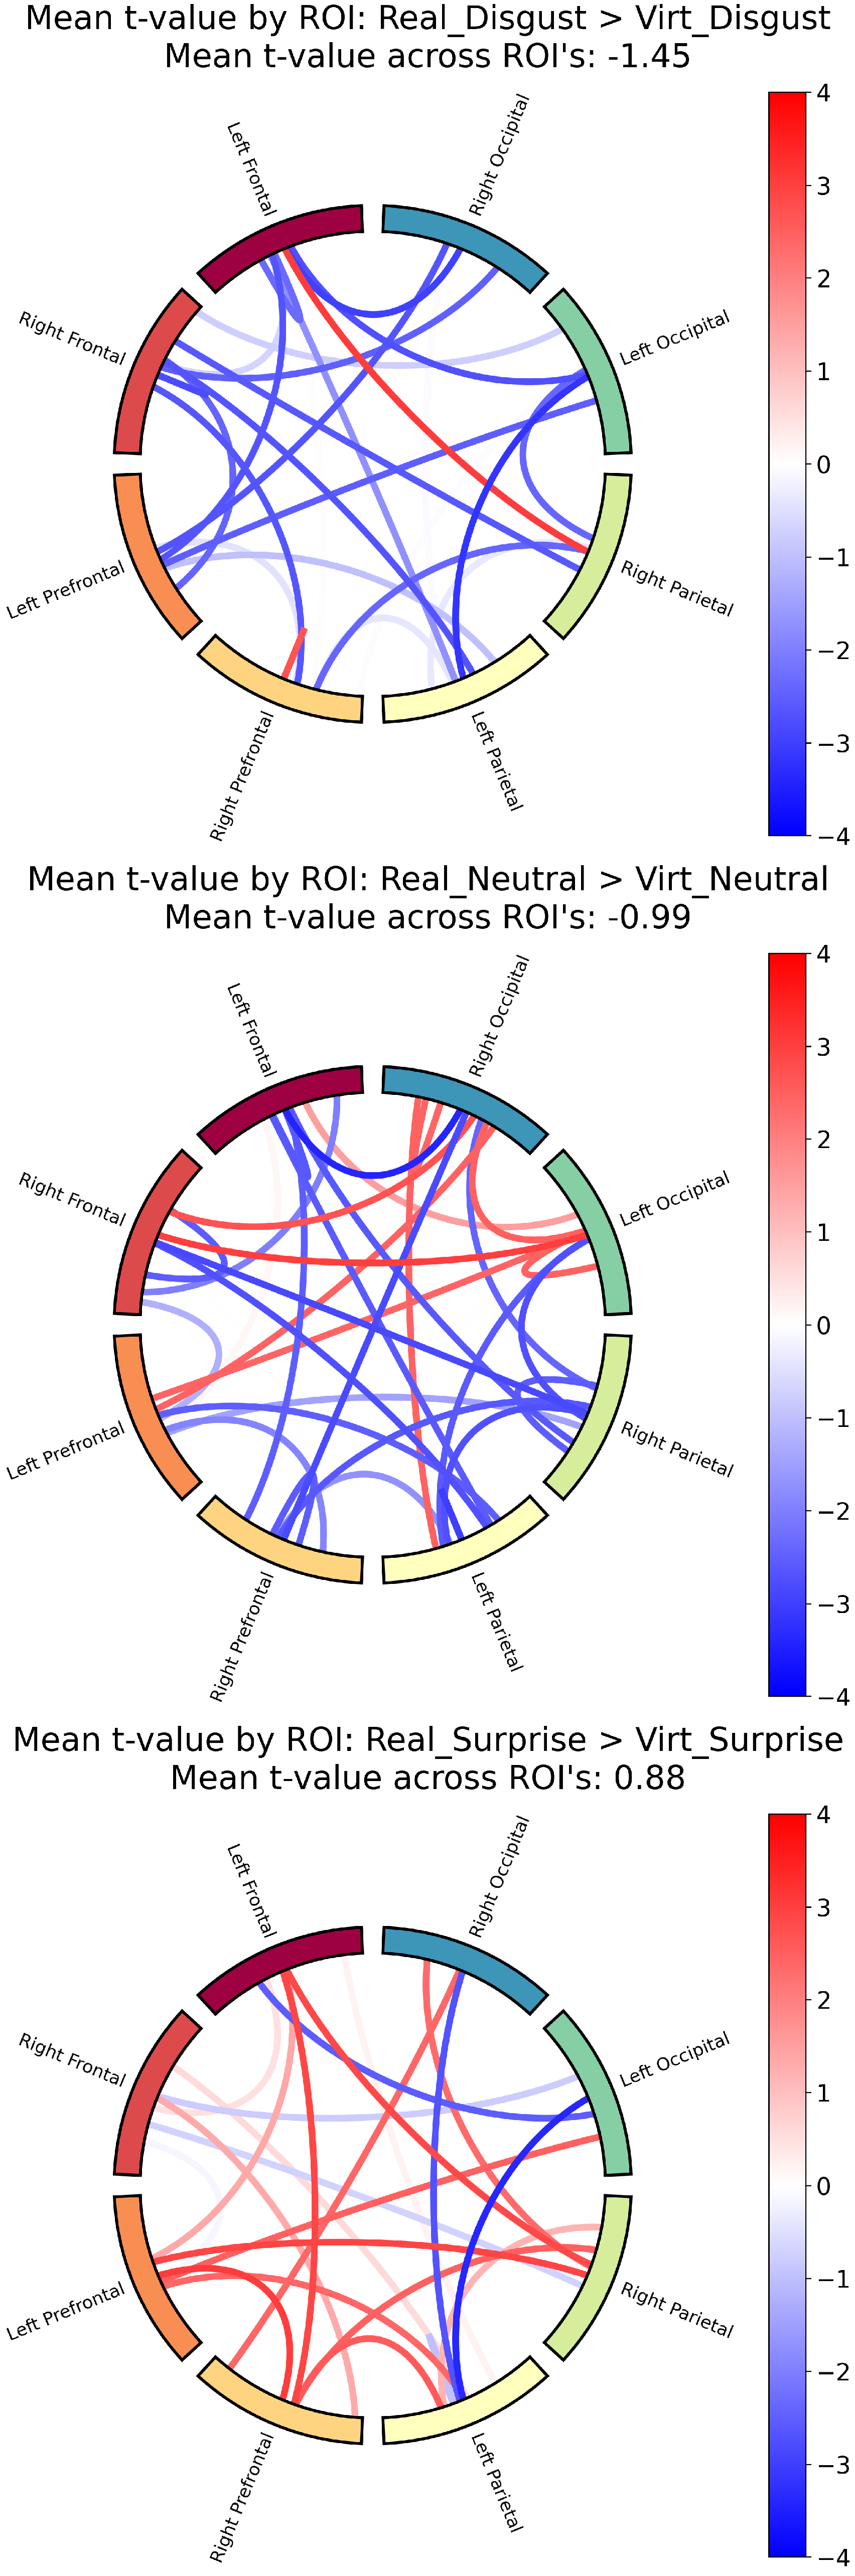 Mean t-value by ROI: Real_Disgust > Virt_Disgust
Mean t-value across ROI's: -1.45
Left Frontal
Right Occipital
Right Frontal
Left Occipital
Left Prefrontal
Right Parietal
Right Prefrontal
Left Parietal
4
3
2
1
0
−1
−2
−3
−4
Mean t-value by ROI: Real_Neutral > Virt_Neutral
Mean t-value across ROI's: -0.99
Left Frontal
Right Occipital
Right Frontal
Left Occipital
Left Prefrontal
Right Parietal
Right Prefrontal
Left Parietal
4
3
2
1
0
−1
−2
−3
−4
Mean t-value by ROI: Real_Surprise > Virt_Surprise
Mean t-value across ROI's: 0.88
Left Frontal
Right Occipital
Right Frontal
Left Occipital
Left Prefrontal
Right Parietal
Right Prefrontal
Left Parietal
4
3
2
1
0
−1
−2
−3
−4